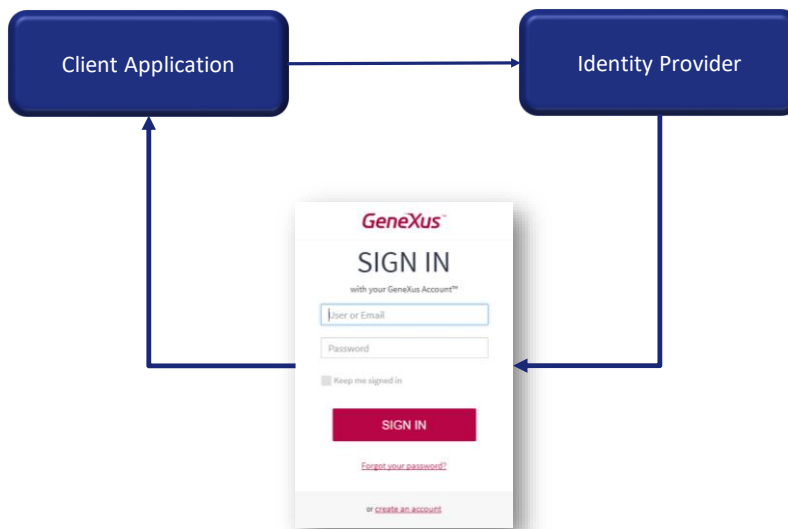 Client Application
Identity Provider
GeneXus™
SIGN IN
with your GeneXus Account™
User or Email
Password
Keep me signed in
SIGN IN
Forgot your password?
or create an account